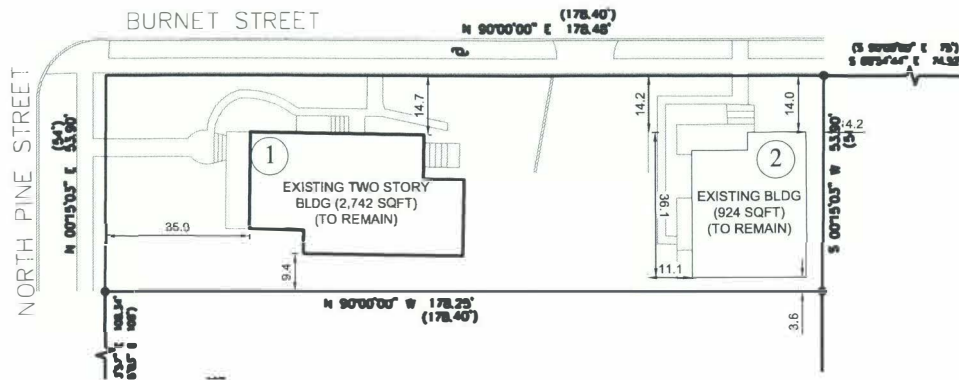 BURNET STREET
(178.40')
N 90°00'00" E 178.48'
NORTH PINE STREET
(54')
N 00°15'03" E 53.90'
14.7
14.2
14.0
4.2
S 00°15'03" W 53.90'
1
EXISTING TWO STORY
BLDG (2,742 SQFT)
(TO REMAIN)
2
EXISTING BLDG
(924 SQFT)
(TO REMAIN)
36.1
11.1
9.4
3.6
N 90°00'00" W 178.25'
(178.40')